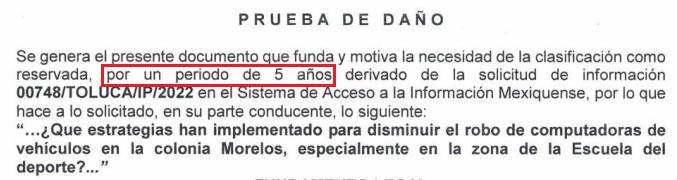 PRUEBA DE DAÑO
Se genera el presente documento que funda y motiva la necesidad de la clasificación como
reservada, por un periodo de 5 años derivado de la solicitud de información
00748/TOLUCA/IP/2022 en el Sistema de Acceso a la Información Mexiquense, por lo que
hace a lo solicitado, en su parte conducente, lo siguiente:
“...¿Que estrategias han implementado para disminuir el robo de computadoras de
vehículos en la colonia Morelos, especialmente en la zona de la Escuela del
deporte?...”